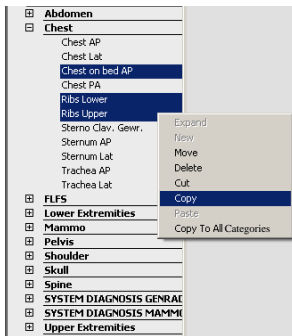 Abdomen
Chest
Chest AP
Chest Lat
Chest on bed AP
Chest PA
Ribs Lower
Ribs Upper
Sterno Clav. Gewr.
Sternum AP
Sternum Lat
Trachea AP
Trachea Lat
FLFS
Lower Extremities
Mammo
Pelvis
Shoulder
Skull
Spine
SYSTEM DIAGNOSIS GENRAD
SYSTEM DIAGNOSIS MAMMO
Upper Extremities
Expand
New
Move
Delete
Cut
Copy
Paste
Copy To All Categories